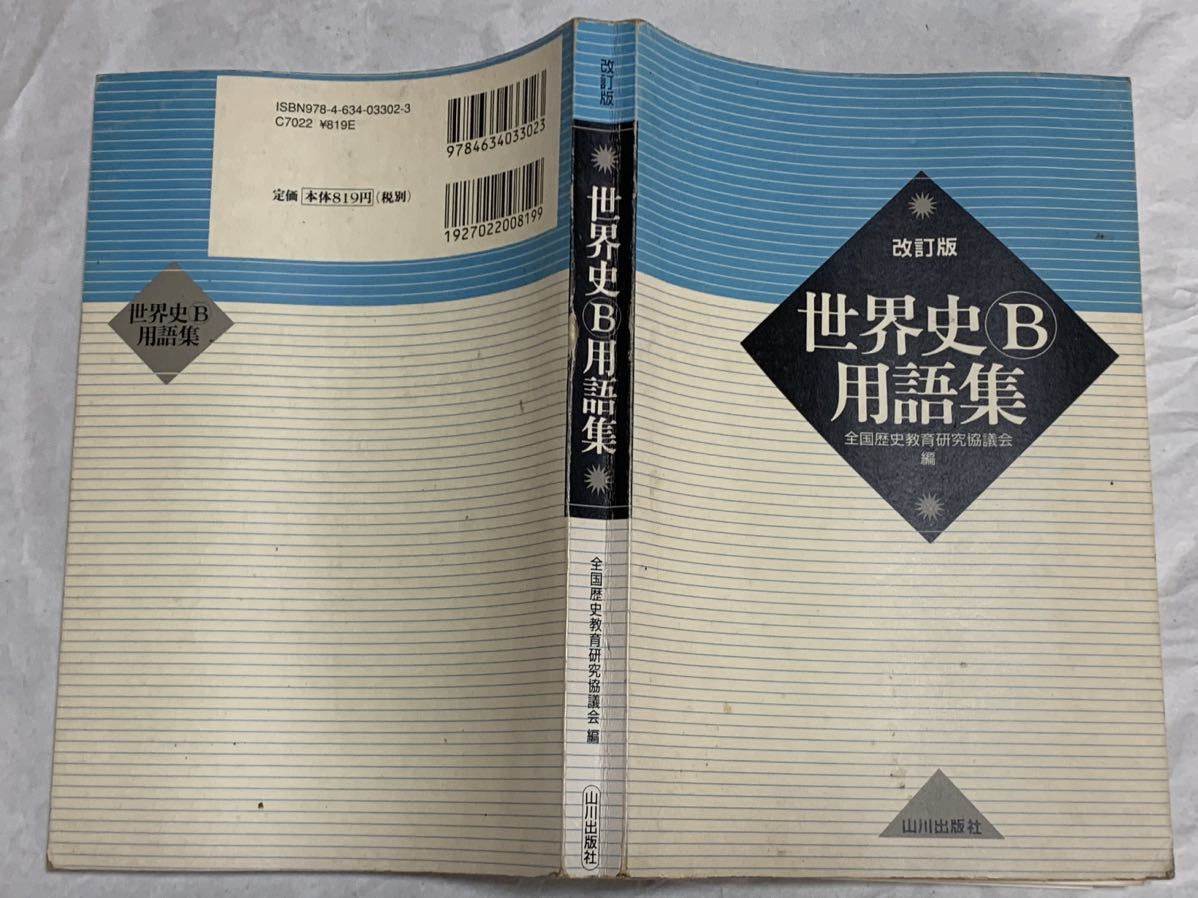 ISBN978-4-634-03302-3
C7022 ¥819E
9784634033023
定価 本体819円(税別)
1927022008199
世界史B
用語集
改訂版
世界史B用語集
全国歴史教育研究協議会 編
山川出版社
改訂版
世界史B
用語集
全国歴史教育研究協議会
編
山川出版社